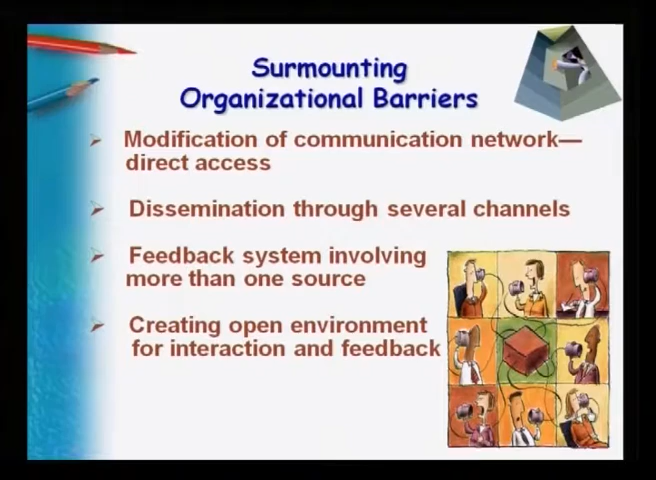 Surmounting
Organizational Barriers
Modification of communication network—
direct access
Dissemination through several channels
Feedback system involving
more than one source
Creating open environment
for interaction and feedback